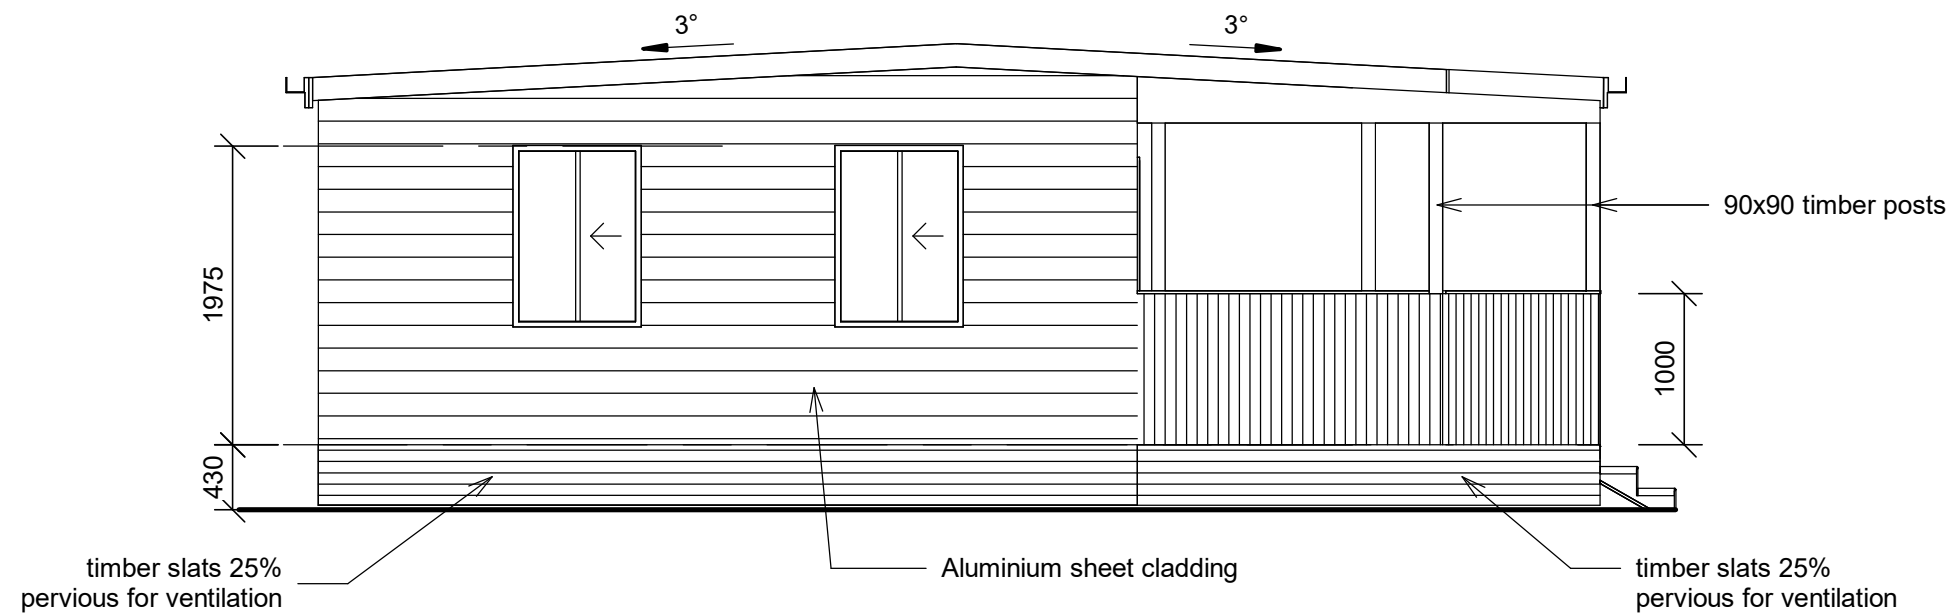 3°
3°
90x90 timber posts
1975
1000
430
timber slats 25%
pervious for ventilation
Aluminium sheet cladding
timber slats 25%
pervious for ventilation